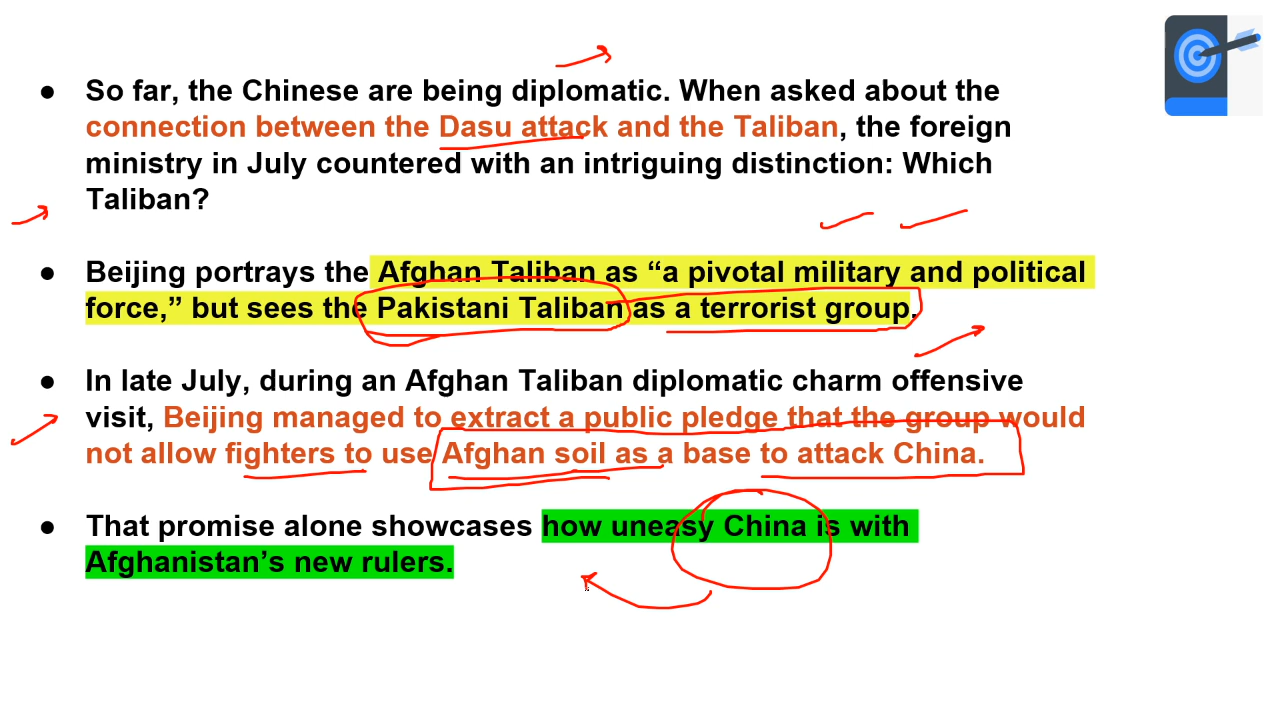 ● So far, the Chinese are being diplomatic. When asked about the
connection between the Dasu attack and the Taliban, the foreign
ministry in July countered with an intriguing distinction: Which
Taliban?
● Beijing portrays the Afghan Taliban as “a pivotal military and political
force,” but sees the Pakistani Taliban as a terrorist group.
● In late July, during an Afghan Taliban diplomatic charm offensive
visit, Beijing managed to extract a public pledge that the group would
not allow fighters to use Afghan soil as a base to attack China.
● That promise alone showcases how uneasy China is with
Afghanistan’s new rulers.